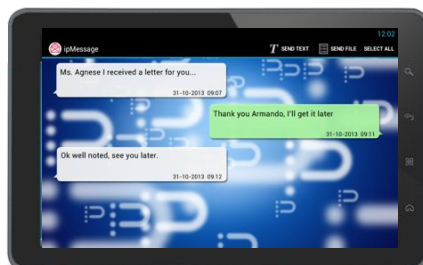 12:02
ipMessage
SEND TEXT
SEND FILE
SELECT ALL
Ms. Agnese I received a letter for you...
31-10-2013 09:07
Thank you Armando, I'll get it later
31-10-2013 09:11
Ok well noted, see you later.
31-10-2013 09:12